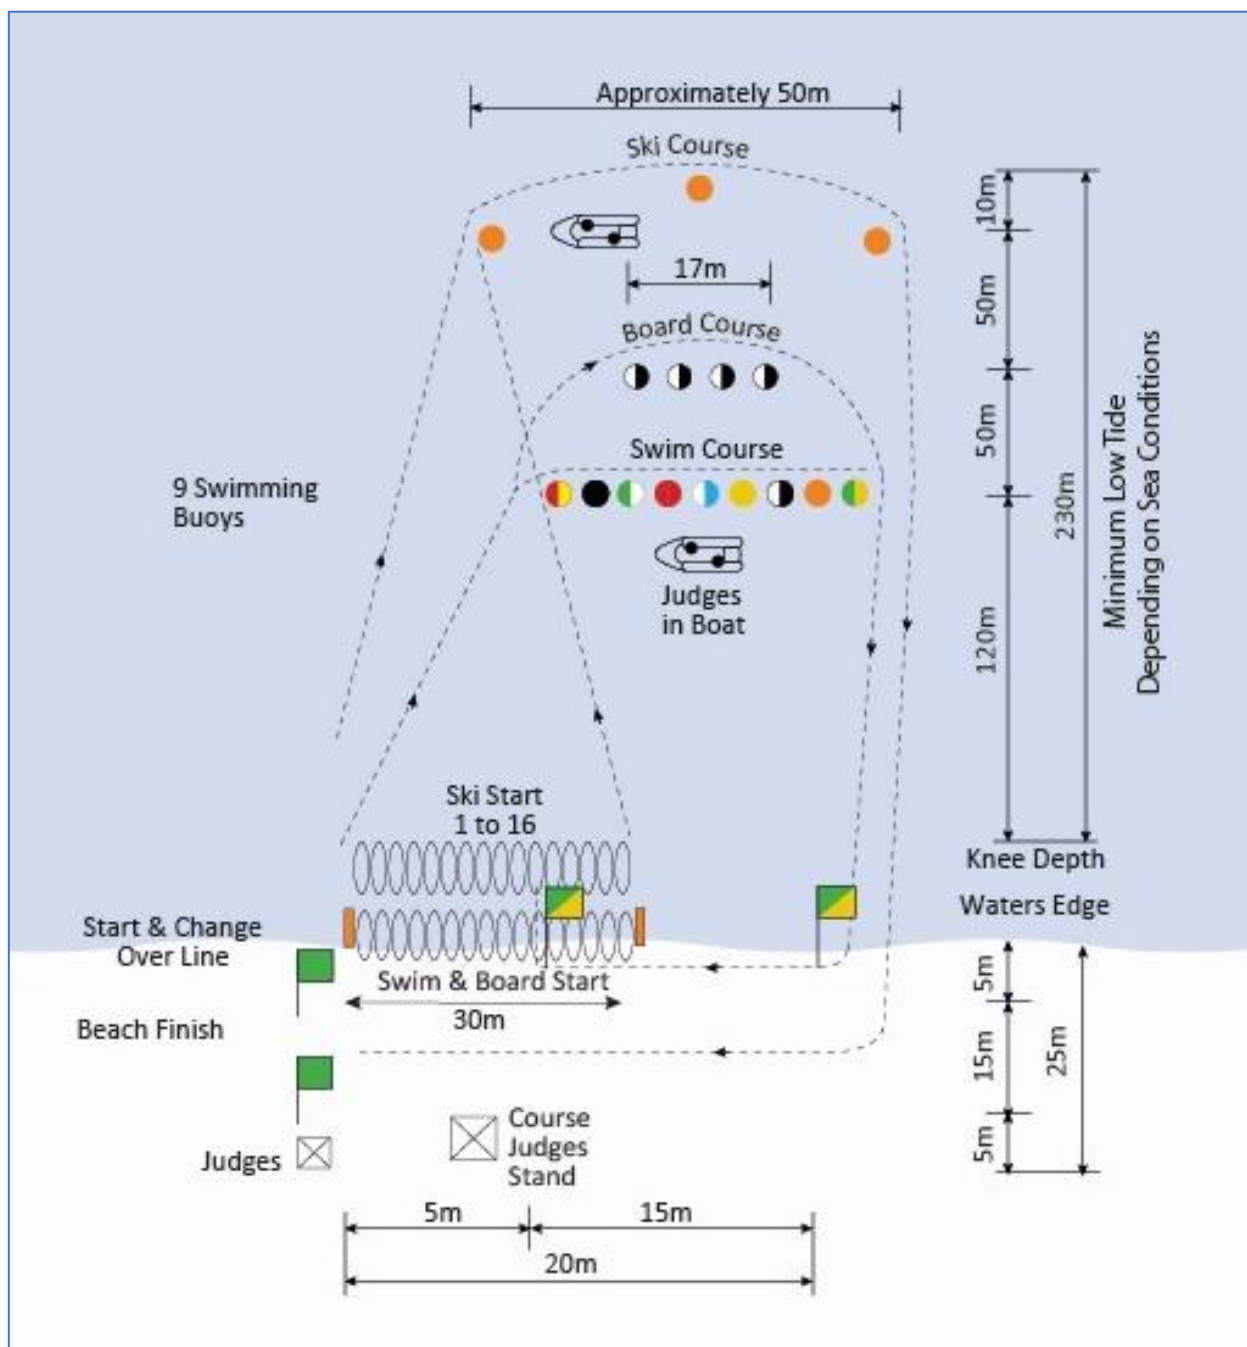 Approximately 50m
Ski Course
10m
17m
50m
Board Course
50m
Swim Course
9 Swimming
Buoys
230m
Minimum Low Tide
Depending on Sea Conditions
Judges
in Boat
120m
Ski Start
1 to 16
Knee Depth
Waters Edge
Start & Change
Over Line
Swim & Board Start
5m
30m
Beach Finish
15m
25m
Course
Judges
Stand
Judges
5m
5m
15m
20m